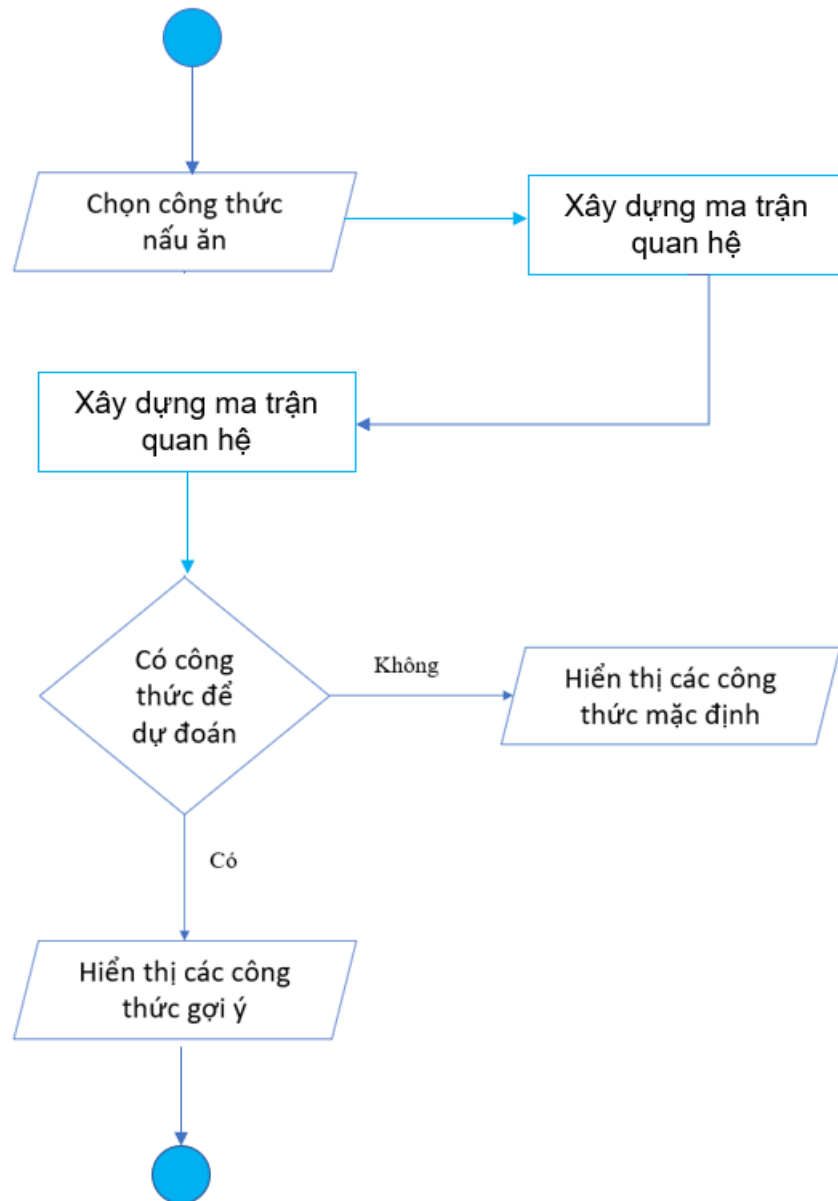 Chọn công thức
nấu ăn
Xây dựng ma trận
quan hệ
Xây dựng ma trận
quan hệ
Có công
thức để
dự đoán
Không
Hiển thị các công
thức mặc định
Có
Hiển thị các công
thức gợi ý